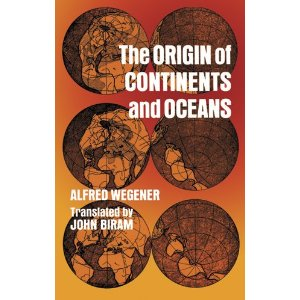 The ORIGIN of
CONTINENTS
and OCEANS
ALFRED WEGENER
Translated by
JOHN BIRAM